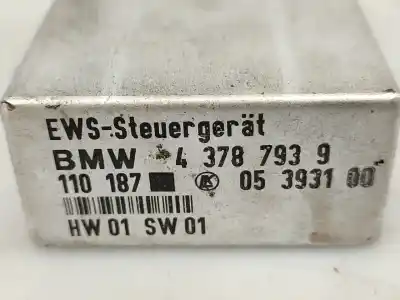 EWS-Steuergerät
BMW 4 378 793 9
110 187 05 3931 00
HW 01 SW 01